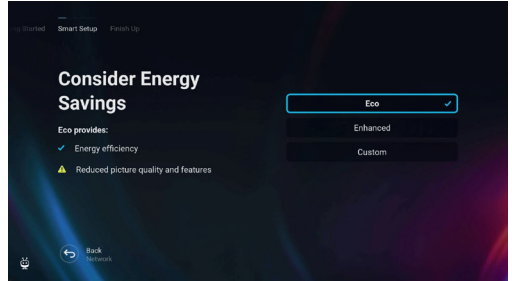 Started
Smart Setup
Finish Up
Consider Energy
Savings
Eco provides:
Energy efficiency
Reduced picture quality and features
Eco
Enhanced
Custom
Back
Network